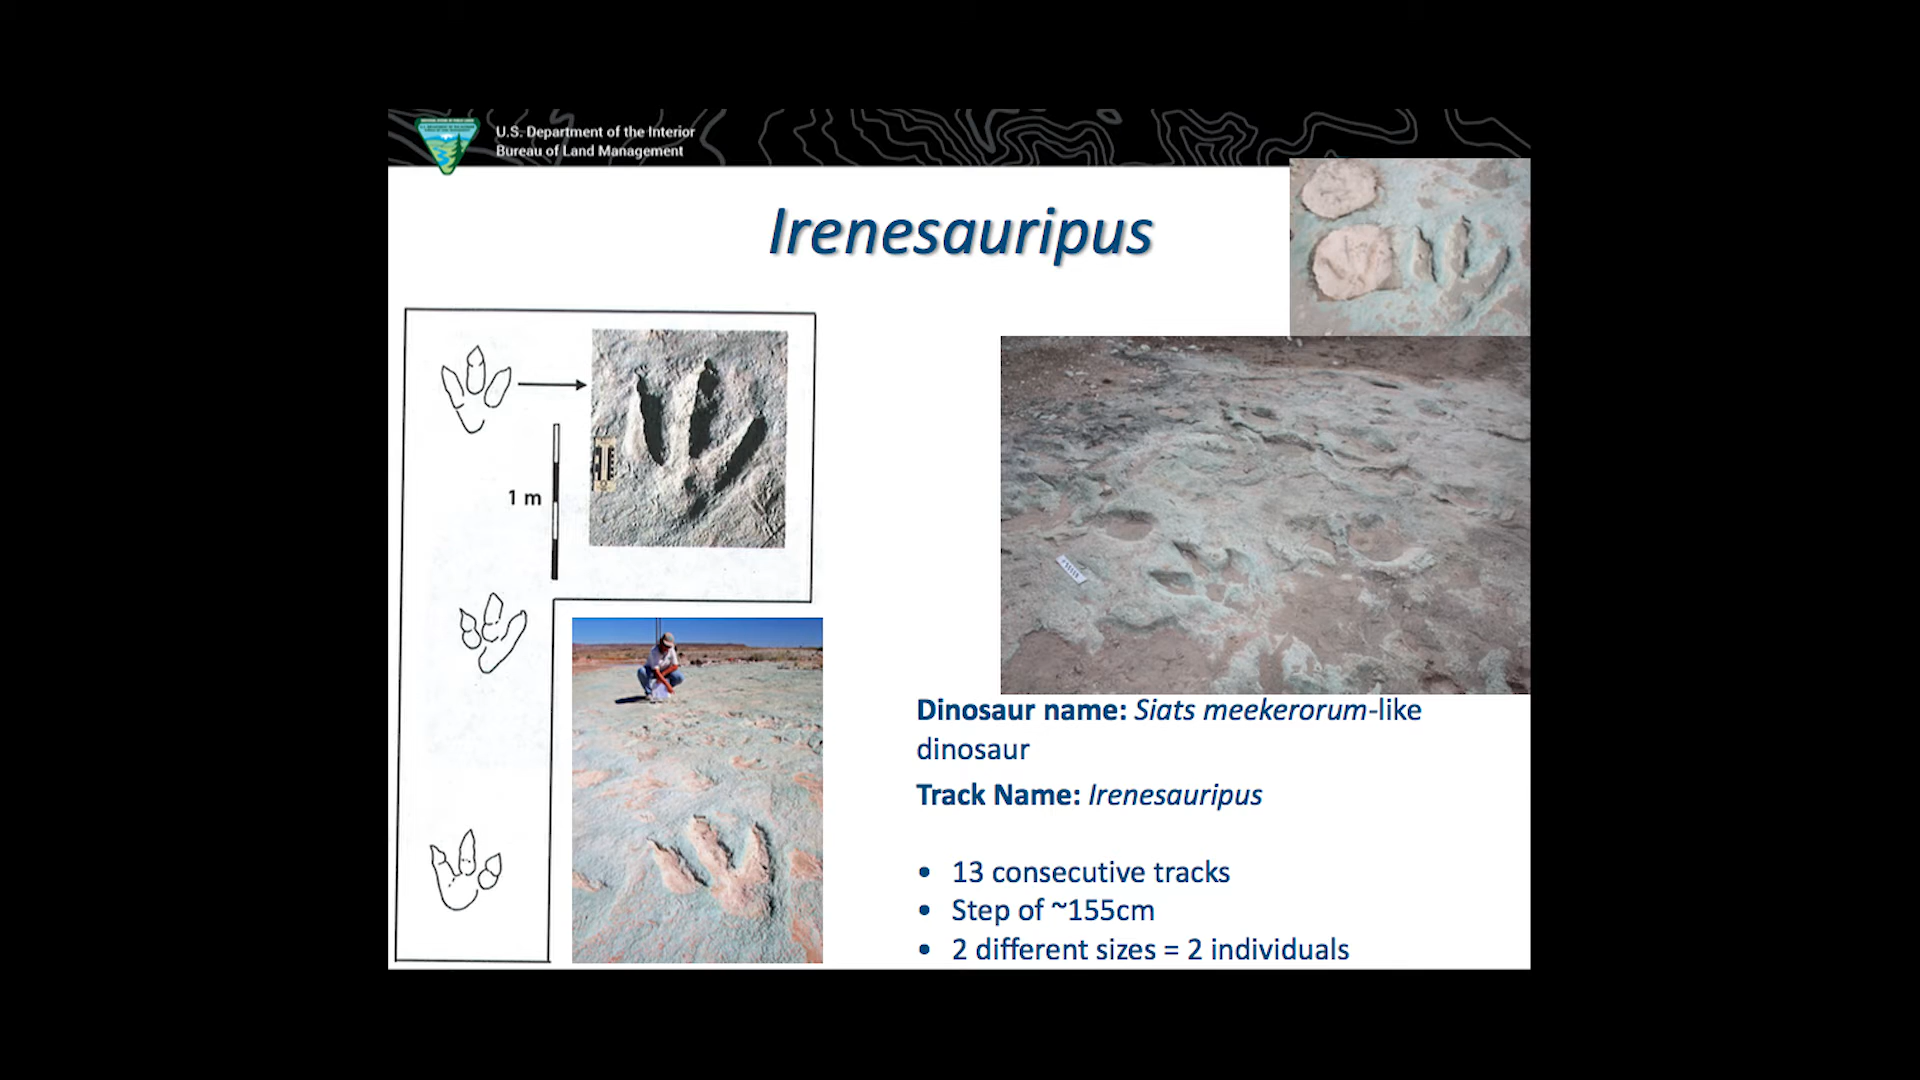 U.S. Department of the Interior
Bureau of Land Management
Irenesauripus
1 m
Dinosaur name: Siats meekerorum-like
dinosaur
Track Name: Irenesauripus
• 13 consecutive tracks
• Step of ~155cm
• 2 different sizes = 2 individuals